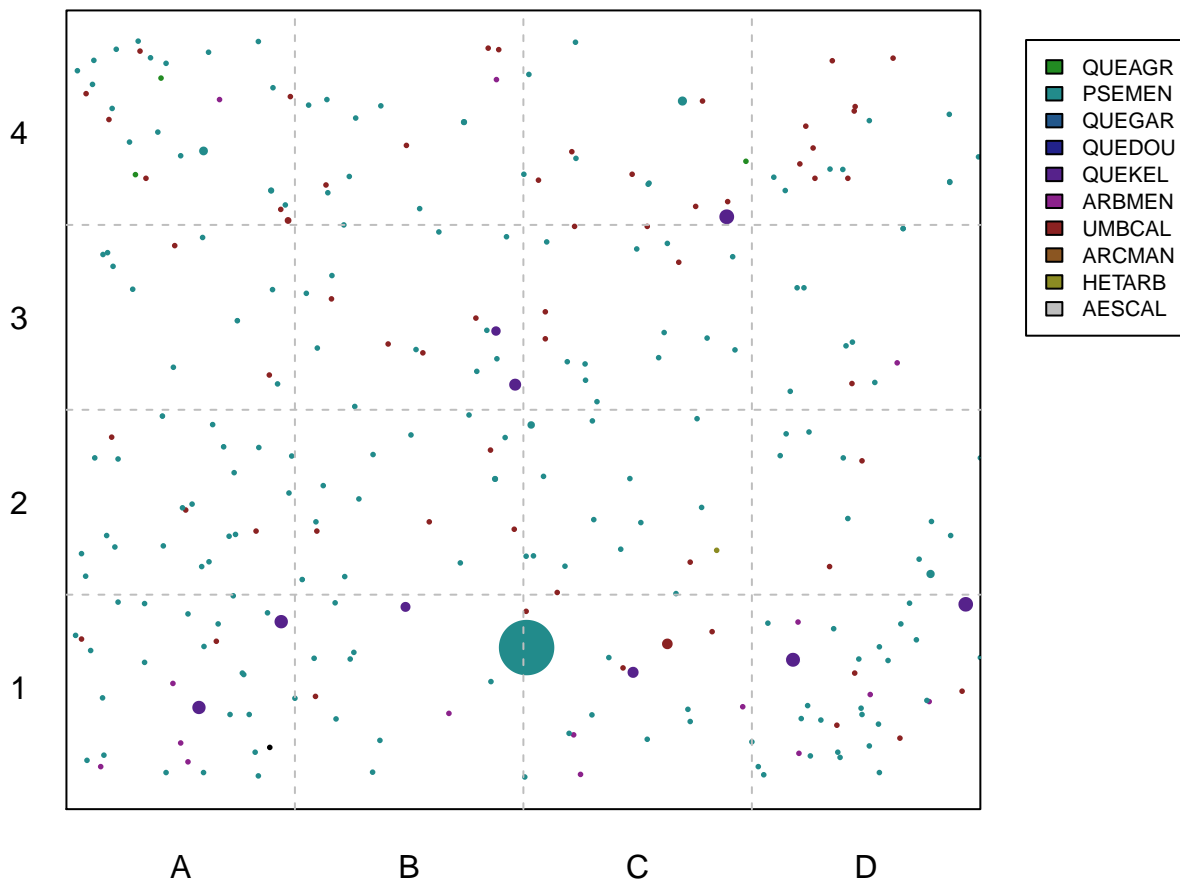 QUEAGR
PSEMEN
QUEGAR
QUEDOU
QUEKEL
ARBMEN
UMBCAL
ARCMAN
HETARB
AESCAL
4
3
2
1
A B C D